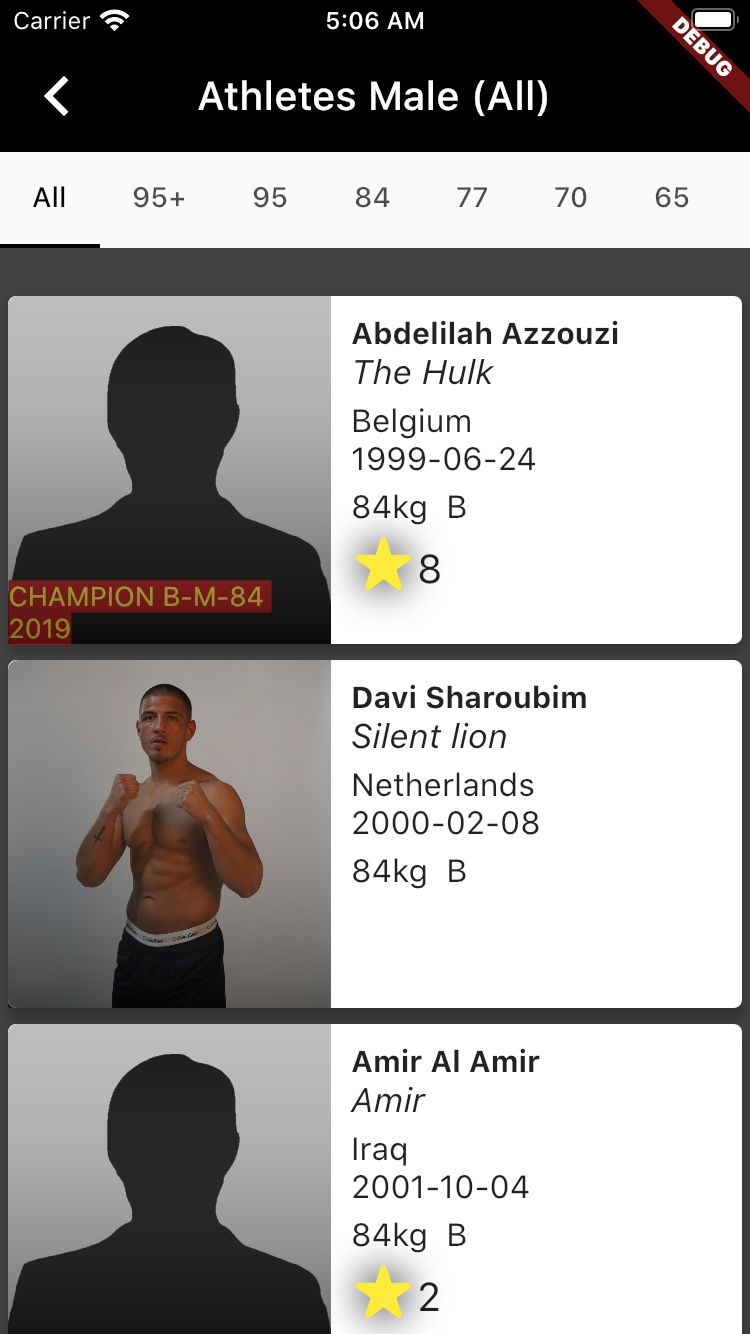 Carrier 5:06 AM
DEBUG
Athletes Male (All)
All 95+ 95 84 77 70 65
Abdelilah Azzouzi
The Hulk
Belgium
1999-06-24
84kg B
8
CHAMPION B-M-84
2019
Davi Sharoubim
Silent lion
Netherlands
2000-02-08
84kg B
Amir Al Amir
Amir
Iraq
2001-10-04
84kg B
2